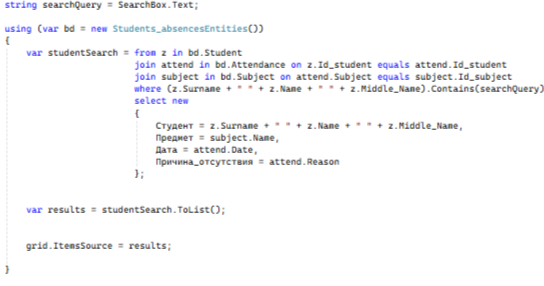 string searchQuery = SearchBox.Text;
using (var bd = new Students_absencesEntities())
{
var studentSearch = from z in bd.Student
join attend in bd.Attendance on z.Id_student equals attend.Id_student
join subject in bd.Subject on attend.Subject equals subject.Id_subject
where (z.Surname + " " + z.Name + " " + z.Middle_Name).Contains(searchQuery)
select new
{
Студент = z.Surname + " " + z.Name + " " + z.Middle_Name,
Предмет = subject.Name,
Дата = attend.Date,
Причина_отсутствия = attend.Reason
};
var results = studentSearch.ToList();
grid.ItemsSource = results;
}